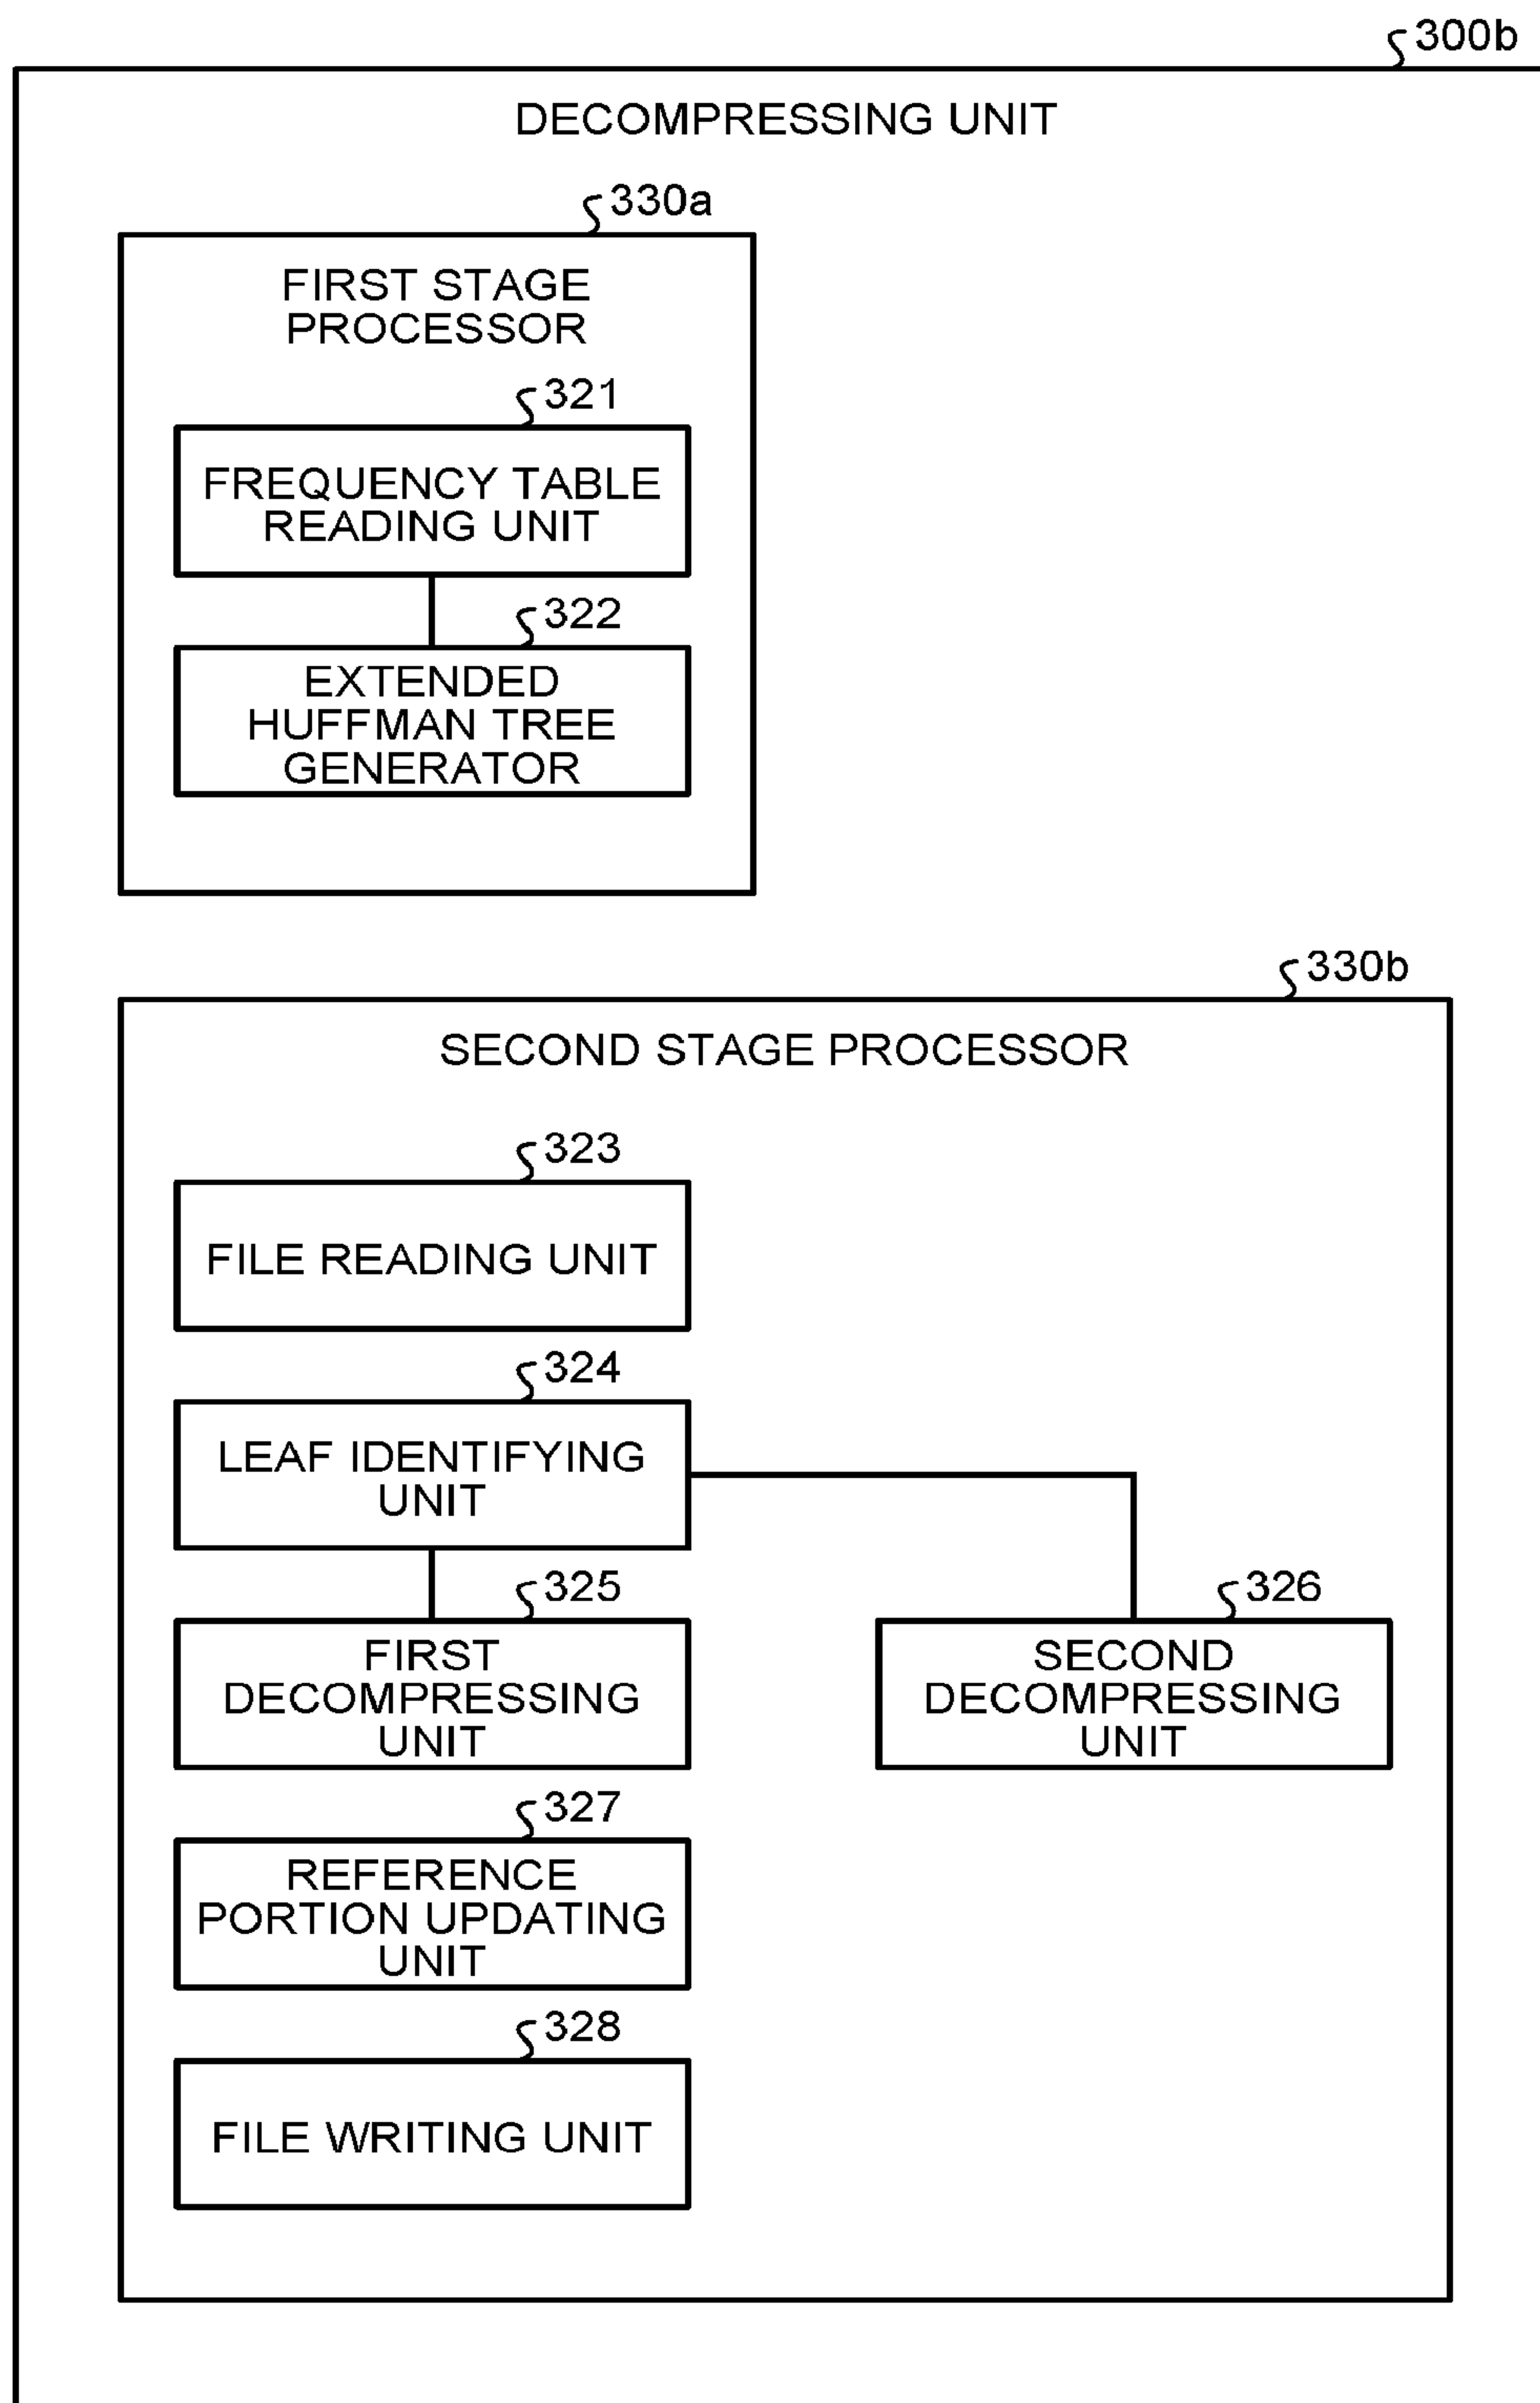 300b
DECOMPRESSING UNIT
330a
FIRST STAGE
PROCESSOR
321
FREQUENCY TABLE
READING UNIT
322
EXTENDED
HUFFMAN TREE
GENERATOR
330b
SECOND STAGE PROCESSOR
323
FILE READING UNIT
324
LEAF IDENTIFYING
UNIT
325
FIRST
DECOMPRESSING
UNIT
326
SECOND
DECOMPRESSING
UNIT
327
REFERENCE
PORTION UPDATING
UNIT
328
FILE WRITING UNIT